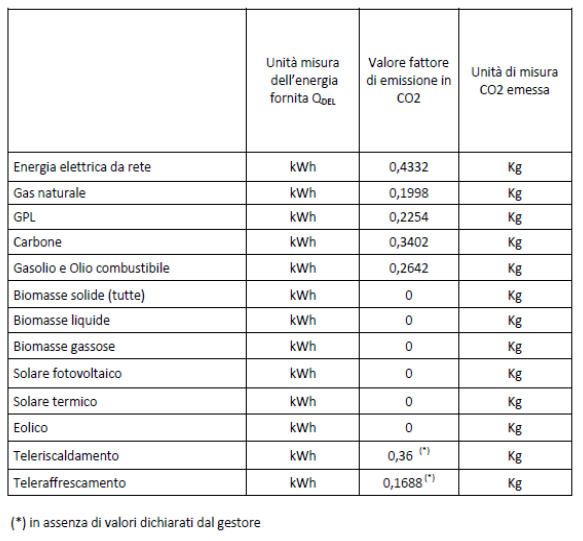 Unità misura dell'energia fornita QDEL
Valore fattore di emissione in CO2
Unità di misura CO2 emessa
Energia elettrica da rete kWh 0,4332 Kg
Gas naturale kWh 0,1998 Kg
GPL kWh 0,2254 Kg
Carbone kWh 0,3402 Kg
Gasolio e Olio combustibile kWh 0,2642 Kg
Biomasse solide (tutte) kWh 0 Kg
Biomasse liquide kWh 0 Kg
Biomasse gassose kWh 0 Kg
Solare fotovoltaico kWh 0 Kg
Solare termico kWh 0 Kg
Eolico kWh 0 Kg
Teleriscaldamento kWh 0,36 (*) Kg
Teleraffrescamento kWh 0,1688 (*) Kg
(*) in assenza di valori dichiarati dal gestore